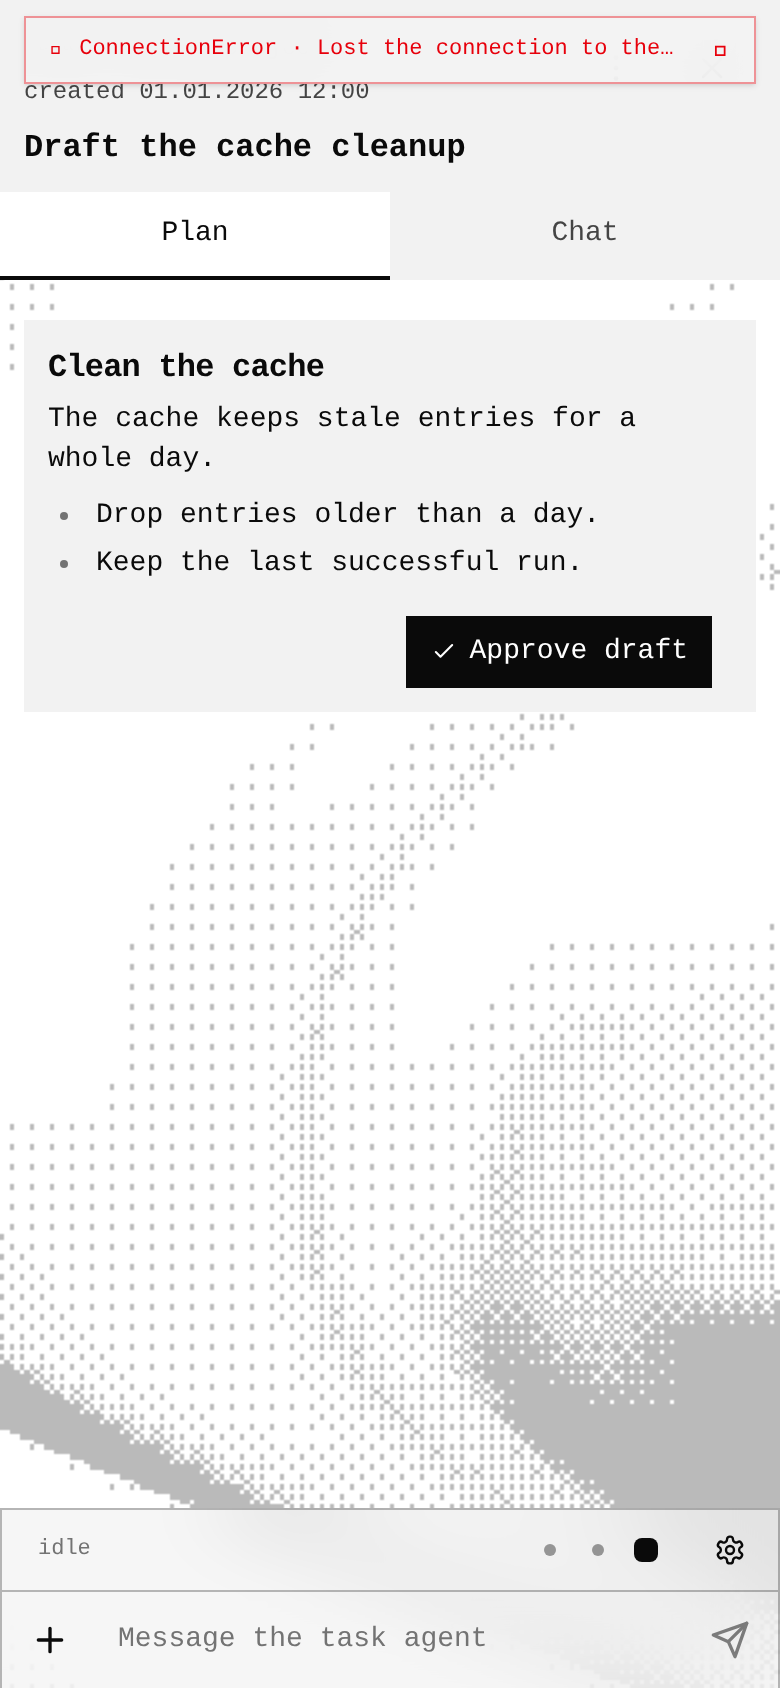 ConnectionError · Lost the connection to the…
created 01.01.2026 12:00
Draft the cache cleanup
Plan
Chat
Clean the cache
The cache keeps stale entries for a
whole day.
Drop entries older than a day.
Keep the last successful run.
Approve draft
idle
Message the task agent